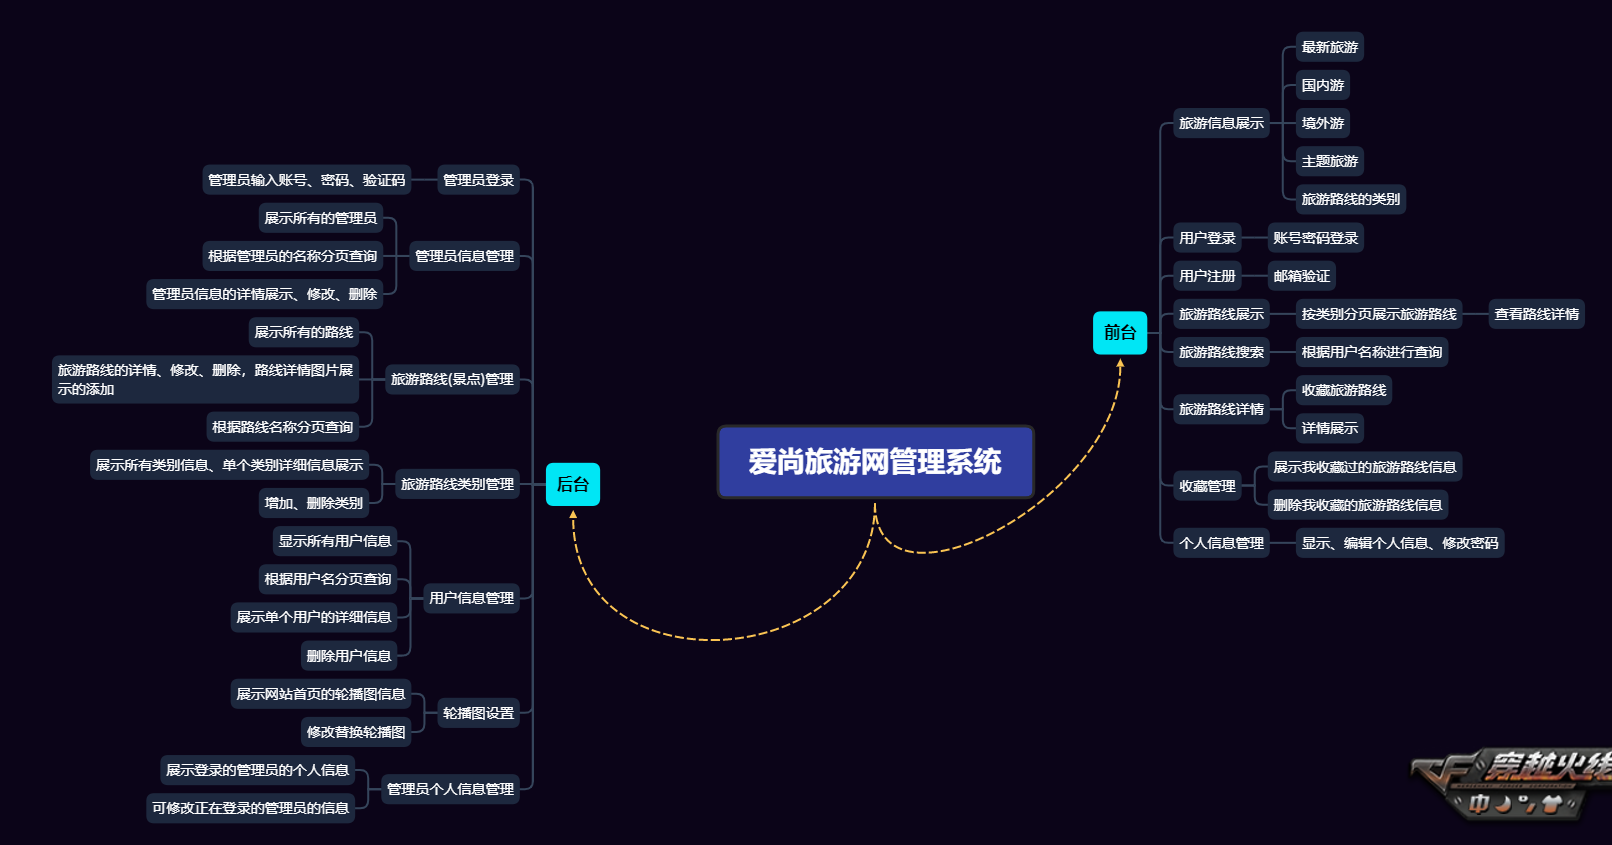 爱尚旅游网管理系统
前台
旅游信息展示
最新旅游
国内游
境外游
主题旅游
旅游路线的类别
用户登录
账号密码登录
用户注册
邮箱验证
旅游路线展示
按类别分页展示旅游路线
查看路线详情
旅游路线搜索
根据用户名称进行查询
旅游路线详情
收藏旅游路线
详情展示
收藏管理
展示我收藏过的旅游路线信息
删除我收藏的旅游路线信息
个人信息管理
显示、编辑个人信息、修改密码
后台
管理员登录
管理员输入账号、密码、验证码
管理员信息管理
展示所有的管理员
根据管理员的名称分页查询
管理员信息的详情展示、修改、删除
旅游路线(景点)管理
展示所有的路线
旅游路线的详情、修改、删除，路线详情图片展
示的添加
根据路线名称分页查询
旅游路线类别管理
展示所有类别信息、单个类别详细信息展示
增加、删除类别
用户信息管理
显示所有用户信息
根据用户名分页查询
展示单个用户的详细信息
删除用户信息
轮播图设置
展示网站首页的轮播图信息
修改替换轮播图
管理员个人信息管理
展示登录的管理员的个人信息
可修改正在登录的管理员的信息
穿越火线
中